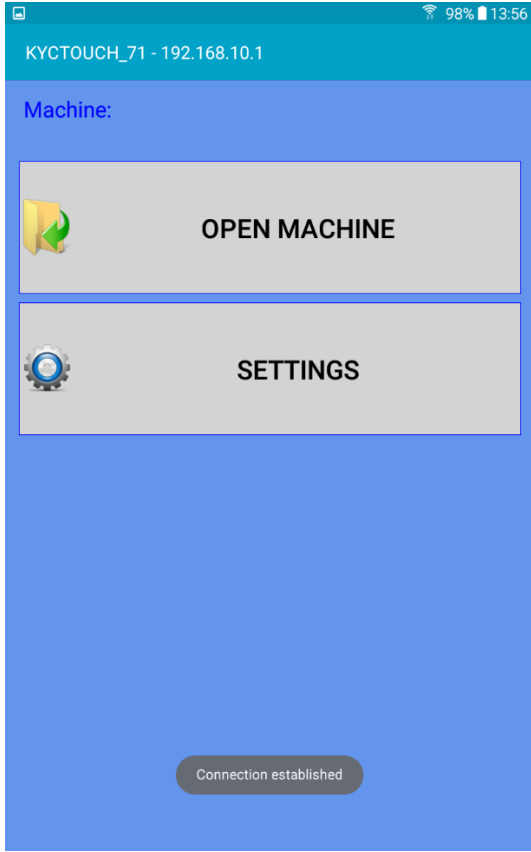 98% 13:56
KYCTOUCH_71 - 192.168.10.1
Machine:
OPEN MACHINE
SETTINGS
Connection established